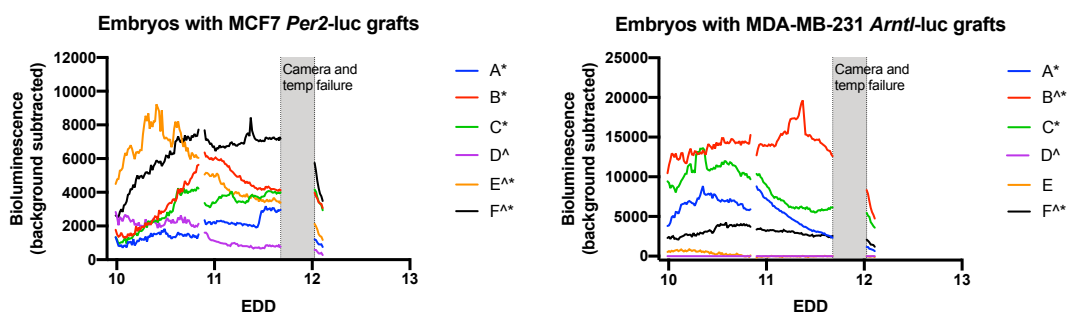 Embryos with MCF7 Per2-luc grafts
Bioluminescence
(background subtracted)
12000
10000
8000
6000
4000
2000
0
Camera and
temp failure
10
11
12
13
EDD
A*
B*
C*
D^
E^*
F^*
Embryos with MDA-MB-231 Arntl-luc grafts
Bioluminescence
(background subtracted)
25000
20000
15000
10000
5000
0
Camera and
temp failure
10
11
12
13
EDD
A*
B^*
C*
D^
E
F^*